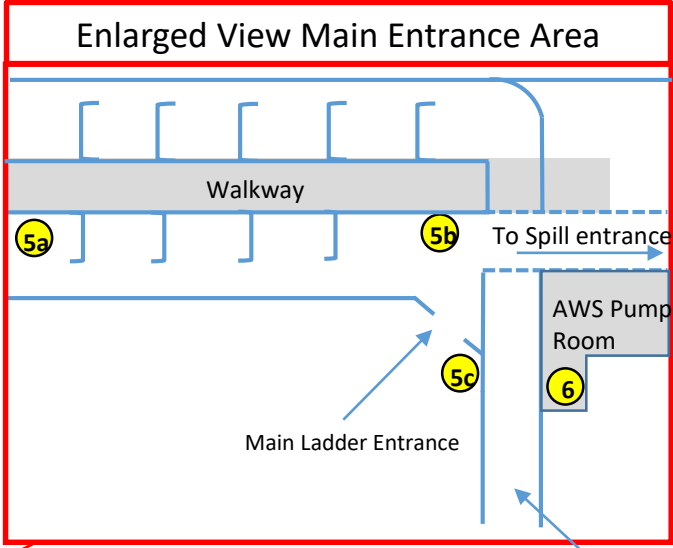 Enlarged View Main Entrance Area
Walkway
5a
5b
To Spill entrance
AWS Pump
Room
5c
6
Main Ladder Entrance